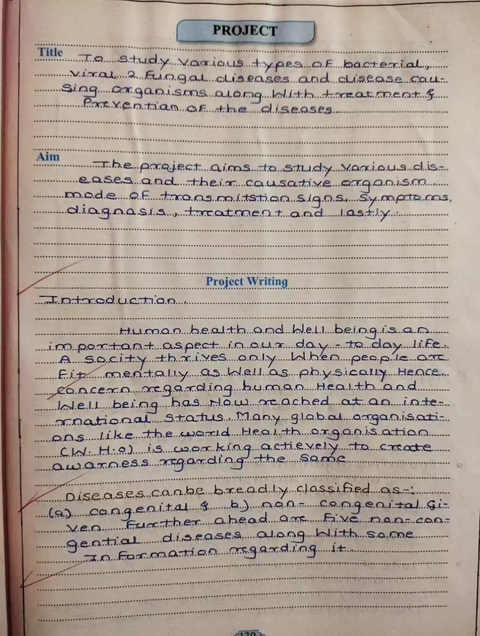 PROJECT
Title
To study various types of bacterial,
viral & Fungal diseases and disease cau-
sing organisms along With treatment &
Prevention of the diseases
Aim
The project aims to study various dis-
eases and their causative organism
mode of transmitstion signs, Symptoms,
diagnosis, treatment and lastly.
Project Writing
Introduction.
Human health and Well being is an
important aspect in our day - to day life.
A socity thrives only When people are
Fit mentally as Well as physically Hence
concern regarding human Health and
Well being has Now reached at an inte-
rnational Status. Many global organisati-
ons like the world Health organisation
(W.H.O) is working actievely to create
awarness regarding the same
Diseases canbe breadly classified as-:
(a) congenital & b) non- congenital Gi-
ven Further ahead are Five non-con-
gential diseases along With some
information regarding it.
139